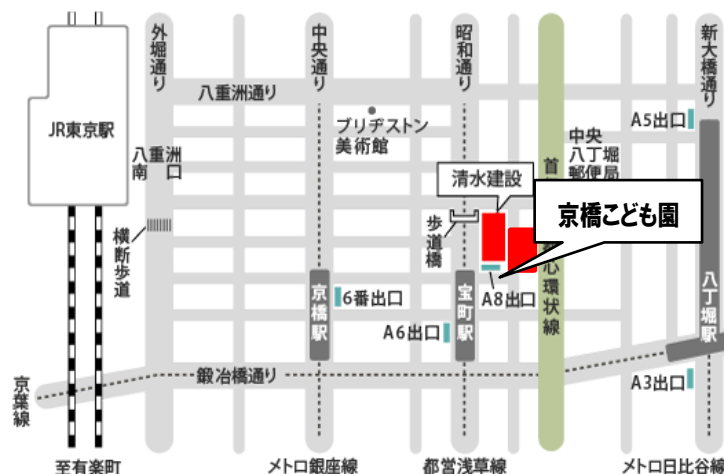 外堀通り
中央通り
昭和通り
新大橋通り
八重洲通り
A5出口
JR東京駅
ブリヂストン
美術館
中央
八丁堀
郵便局
八重洲
南口
清水建設
首
京橋こども園
歩道橋
横断歩道
心環状線
京橋駅
6番出口
宝町駅
A8出口
八丁堀駅
A6出口
鍛冶橋通り
A3出口
京葉線
至有楽町
メトロ銀座線
都営浅草線
メトロ日比谷線